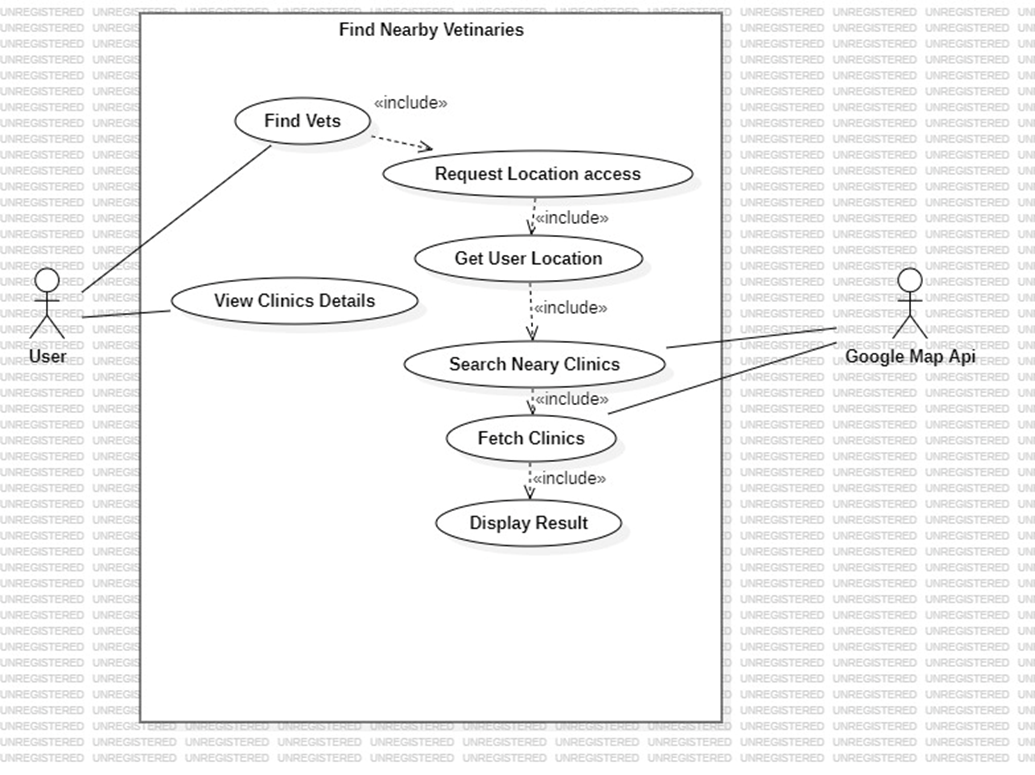 Find Nearby Vetinaries
«include»
Find Vets
Request Location access
«include»
Get User Location
View Clinics Details
«include»
User
Google Map Api
Search Neary Clinics
«include»
Fetch Clinics
«include»
Display Result
UNREGISTERED